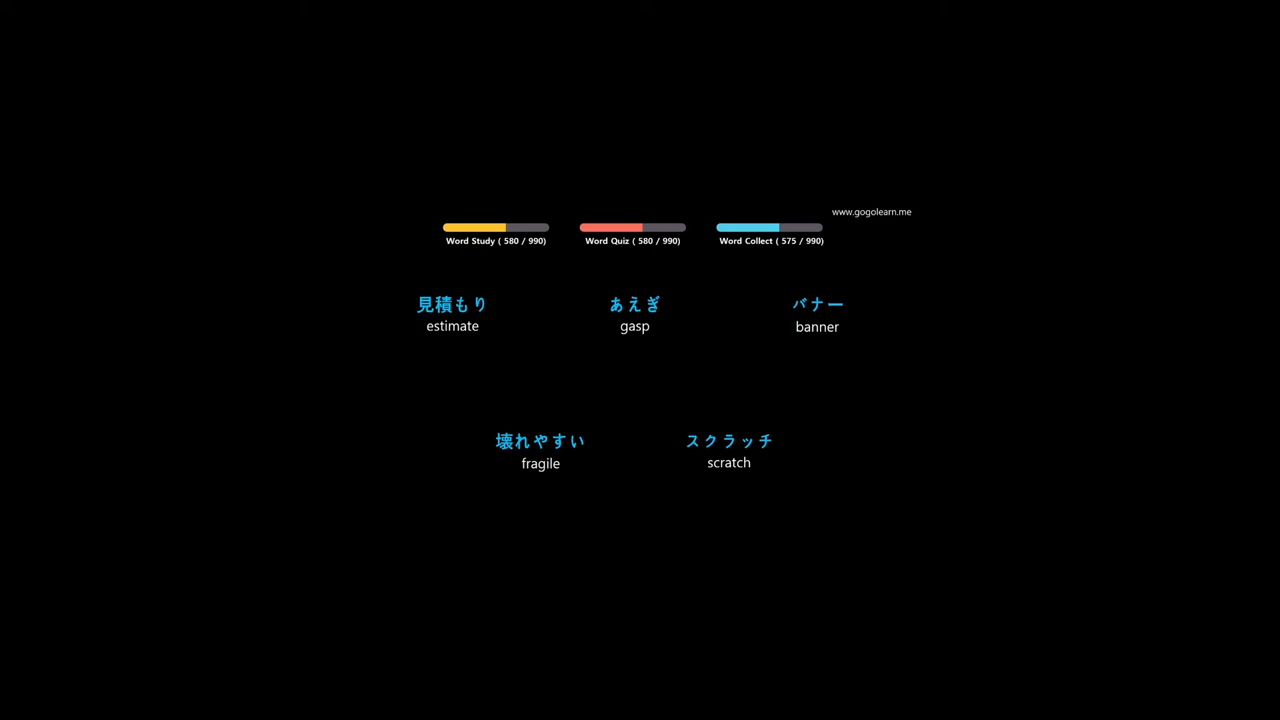 www.gogolearn.me
Word Study ( 580 / 990)
Word Quiz ( 580 / 990)
Word Collect ( 575 / 990)
見積もり
estimate
あえぎ
gasp
バナー
banner
壊れやすい
fragile
スクラッチ
scratch